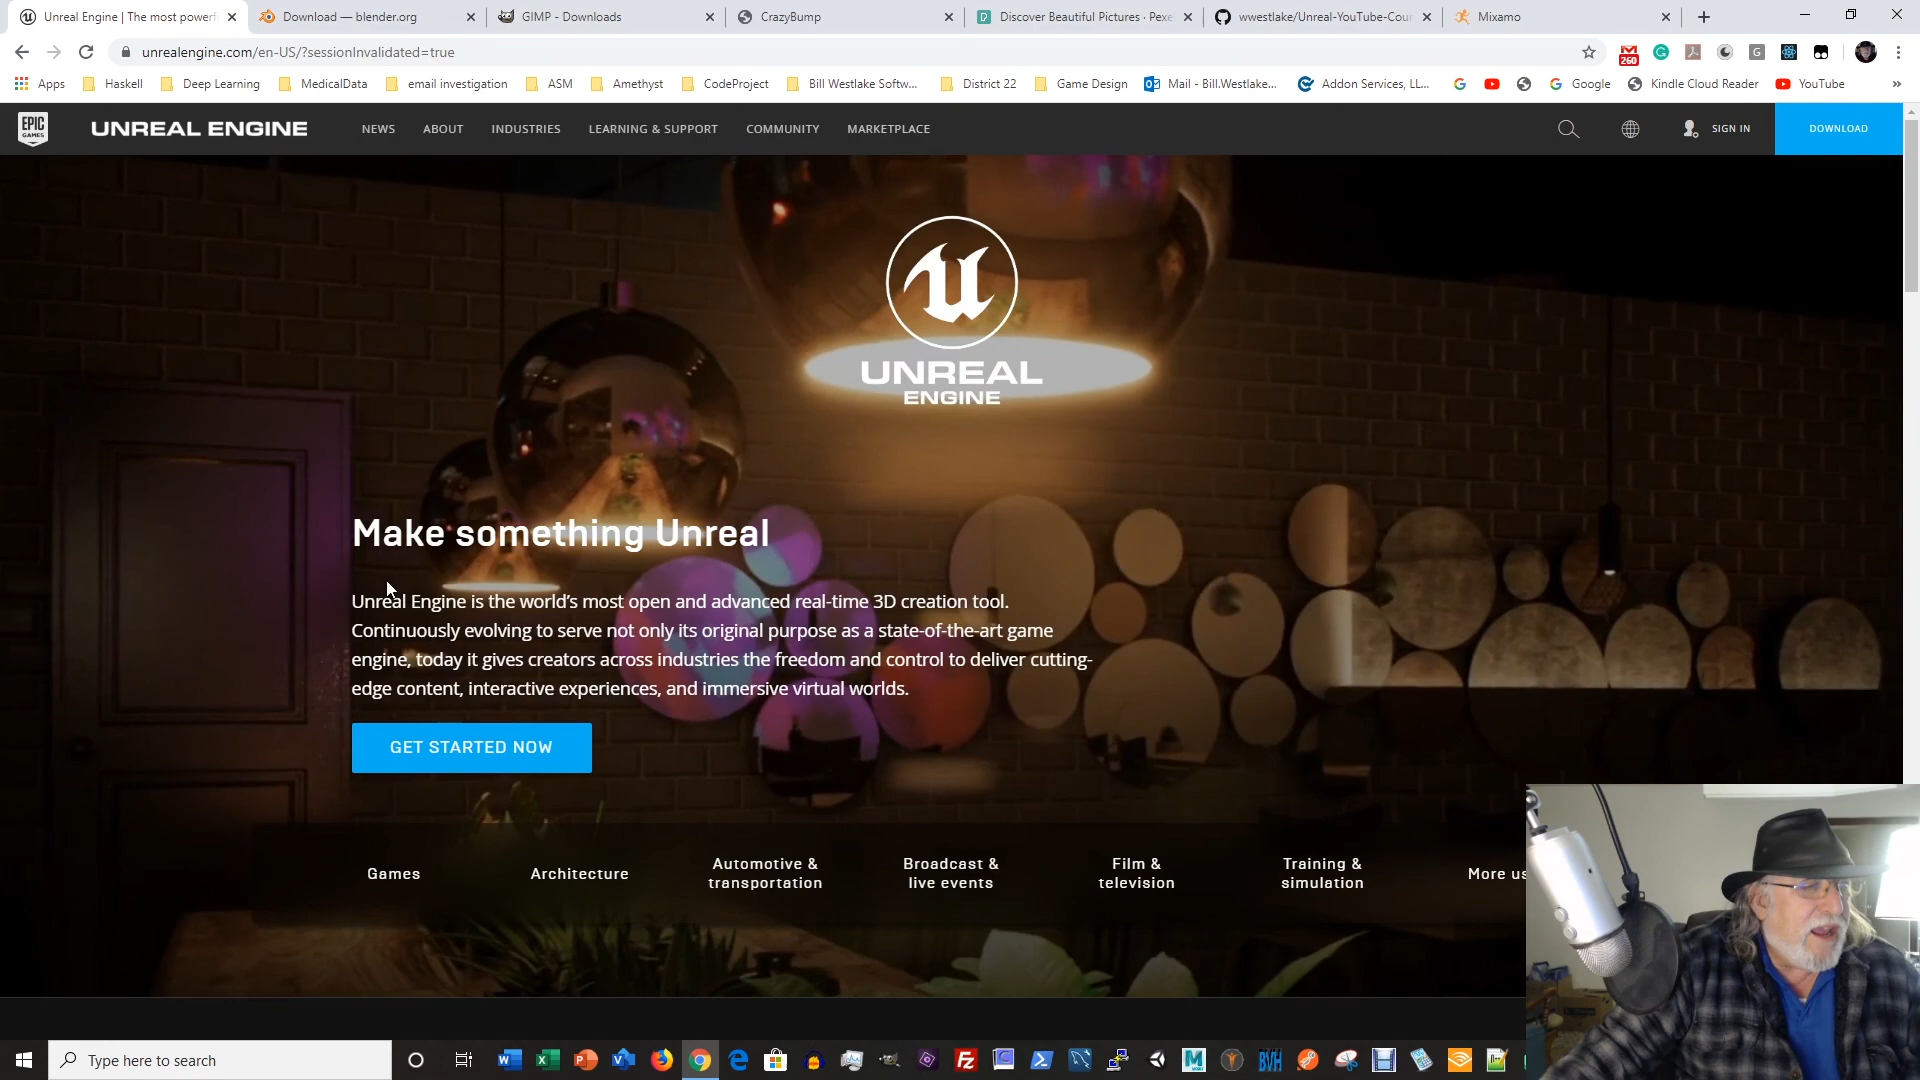 Unreal Engine | The most powerf
Download — blender.org
GIMP - Downloads
CrazyBump
Discover Beautiful Pictures · Pexe
wwestlake/Unreal-YouTube-Cour
Mixamo
unrealengine.com/en-US/?sessionInvalidated=true
260
Apps
Haskell
Deep Learning
MedicalData
email investigation
ASM
Amethyst
CodeProject
Bill Westlake Softw...
District 22
Game Design
Mail - Bill.Westlake...
Addon Services, LL...
Google
Kindle Cloud Reader
YouTube
EPIC GAMES
UNREAL ENGINE
NEWS
ABOUT
INDUSTRIES
LEARNING & SUPPORT
COMMUNITY
MARKETPLACE
SIGN IN
DOWNLOAD
UNREAL
ENGINE
Make something Unreal
Unreal Engine is the world’s most open and advanced real-time 3D creation tool.
Continuously evolving to serve not only its original purpose as a state-of-the-art game
engine, today it gives creators across industries the freedom and control to deliver cutting-
edge content, interactive experiences, and immersive virtual worlds.
GET STARTED NOW
Games
Architecture
Automotive &
transportation
Broadcast &
live events
Film &
television
Training &
simulation
More us
Type here to search
BVH